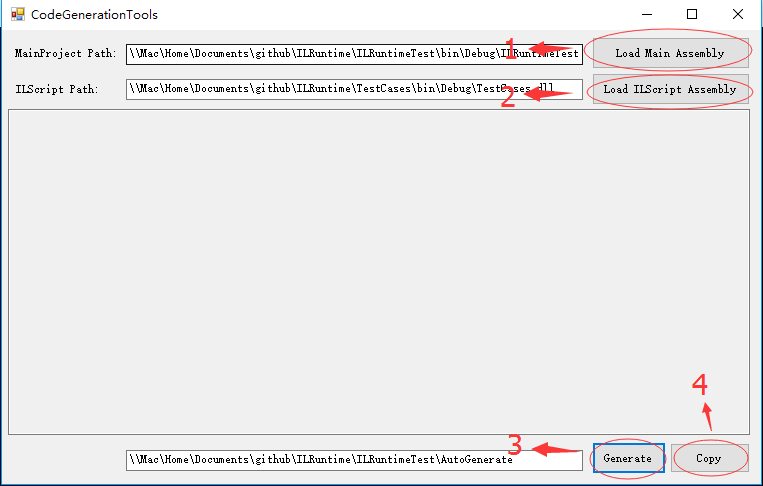 CodeGenerationTools
MainProject Path: \\Mac\Home\Documents\github\ILRuntime\ILRuntimeTest\bin\Debug\ILRuntimeTest 1 Load Main Assembly
ILScript Path: \\Mac\Home\Documents\github\ILRuntime\TestCases\bin\Debug\TestCases.dll 2 Load ILScript Assembly
4
\\Mac\Home\Documents\github\ILRuntime\ILRuntimeTest\AutoGenerate 3 Generate Copy